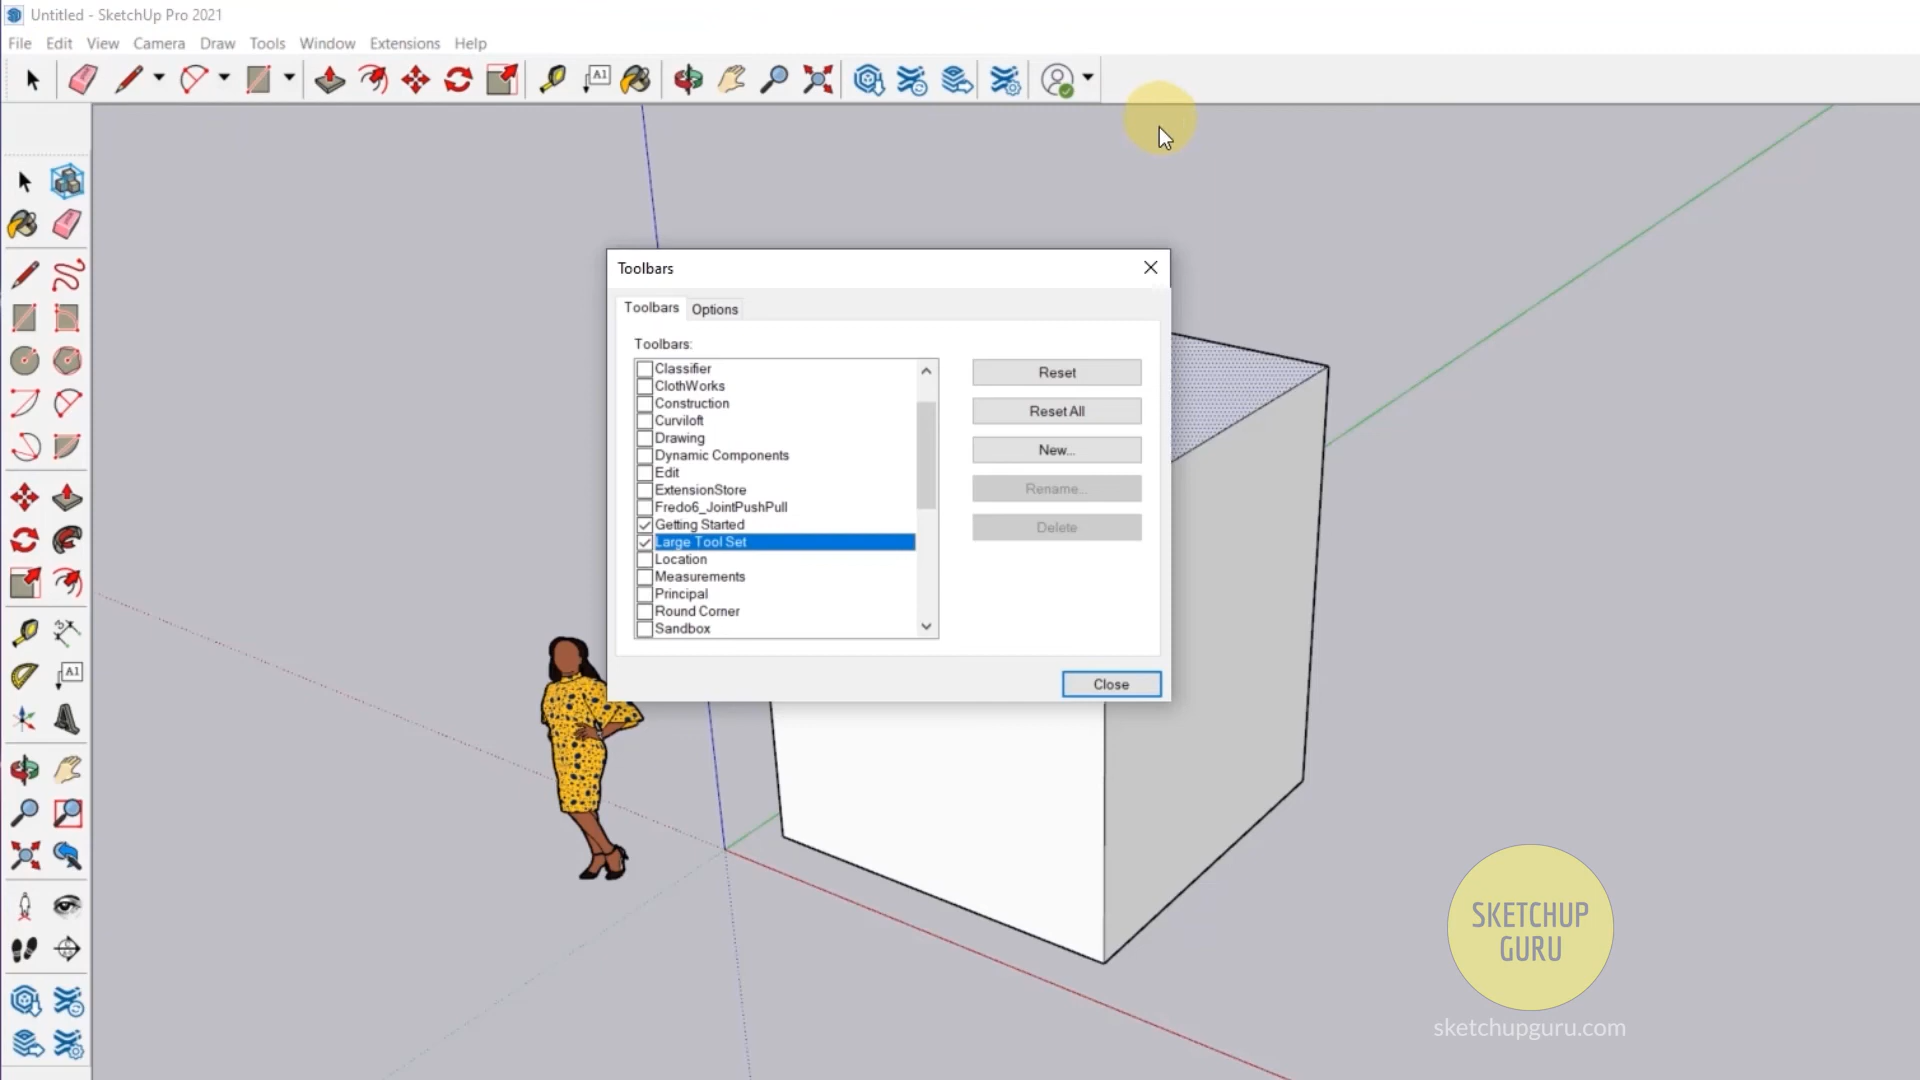 Untitled - SketchUp Pro 2021
File Edit View Camera Draw Tools Window Extensions Help
A1
Toolbars
Toolbars Options
Toolbars:
Classifier
ClothWorks
Construction
Curviloft
Drawing
Dynamic Components
Edit
ExtensionStore
Fredo6_JointPushPull
Getting Started
Large Tool Set
Location
Measurements
Principal
Round Corner
Sandbox
Reset
Reset All
New...
Rename...
Delete
Close
A1
SKETCHUP
GURU
sketchupguru.com